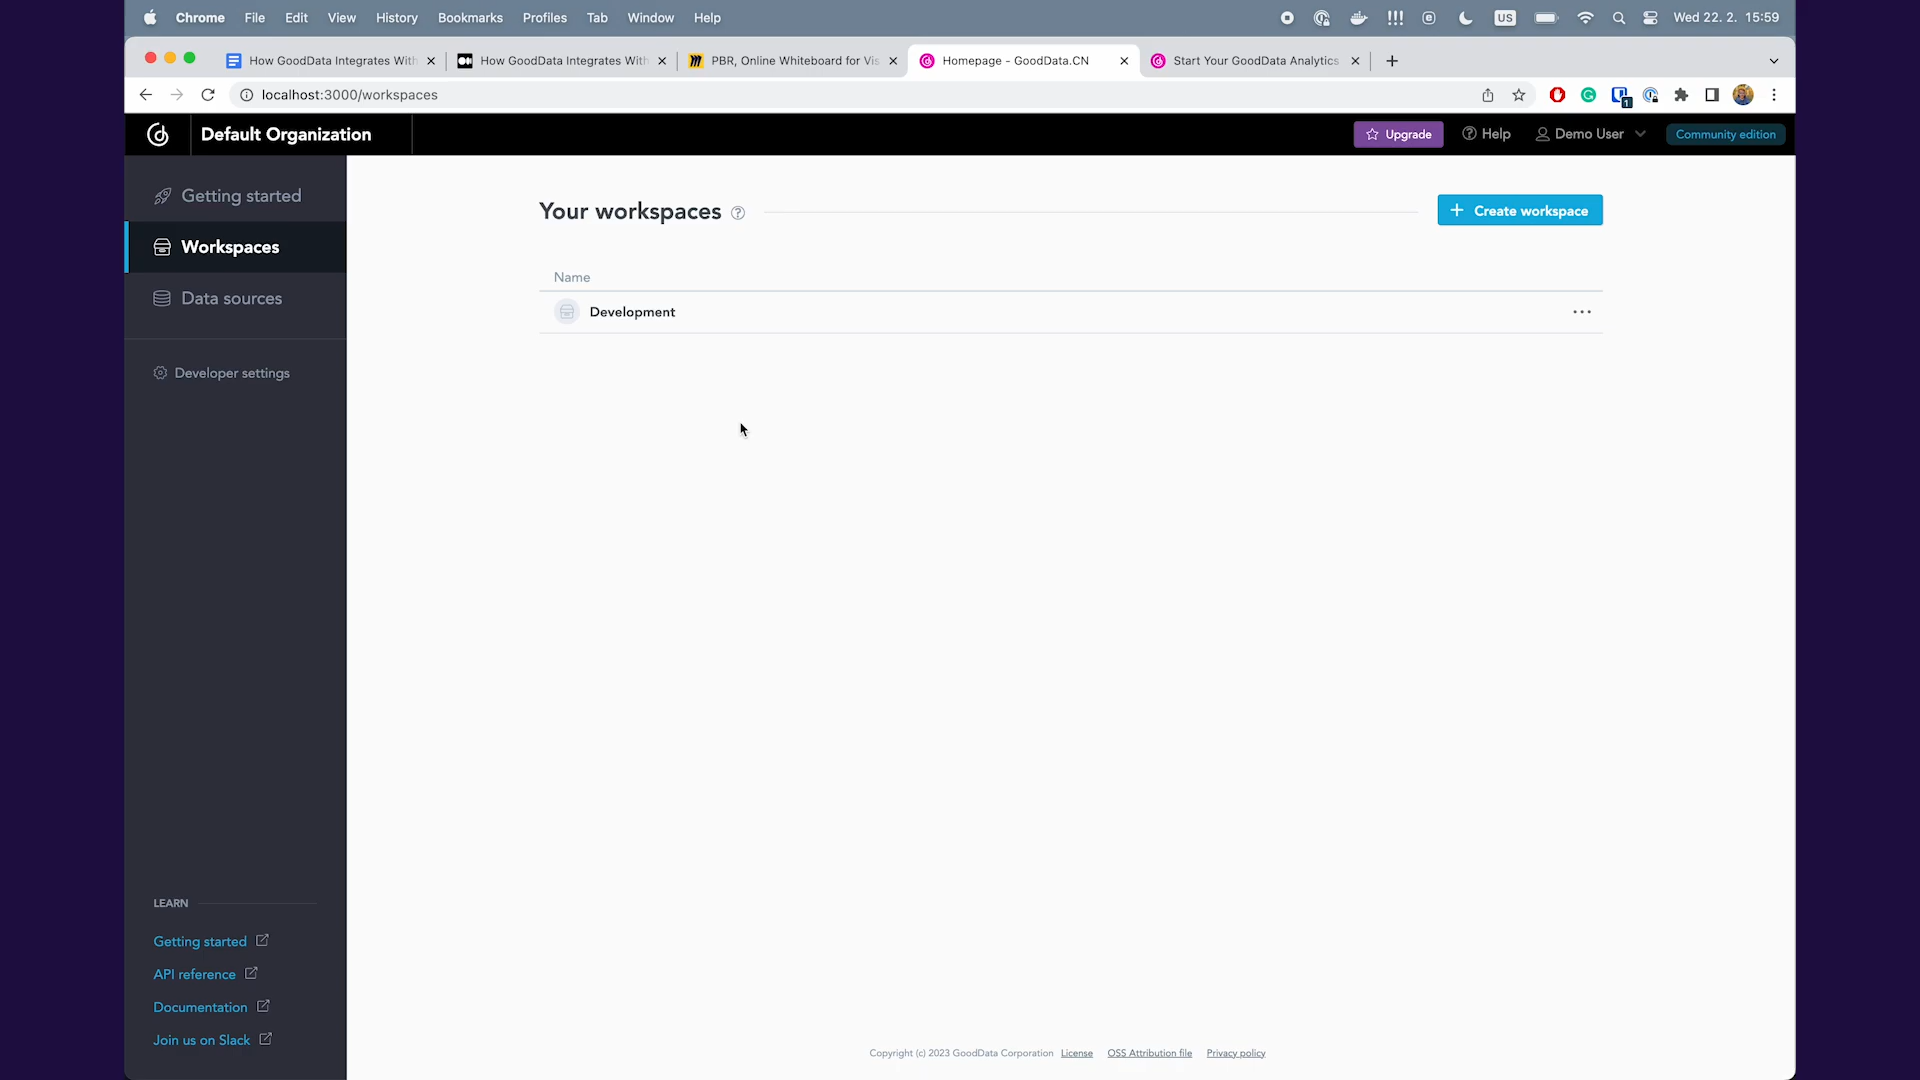 Chrome File Edit View History Bookmarks Profiles Tab Window Help US Wed 22. 2. 15:59
How GoodData Integrates With How GoodData Integrates With PBR, Online Whiteboard for Vis Homepage - GoodData.CN Start Your GoodData Analytics
localhost:3000/workspaces 1
Default Organization Upgrade Help Demo User Community edition
Getting started
Workspaces
Data sources
Developer settings
Your workspaces
Create workspace
Name
Development
LEARN
Getting started
API reference
Documentation
Join us on Slack
Copyright (c) 2023 GoodData Corporation License OSS Attribution file Privacy policy